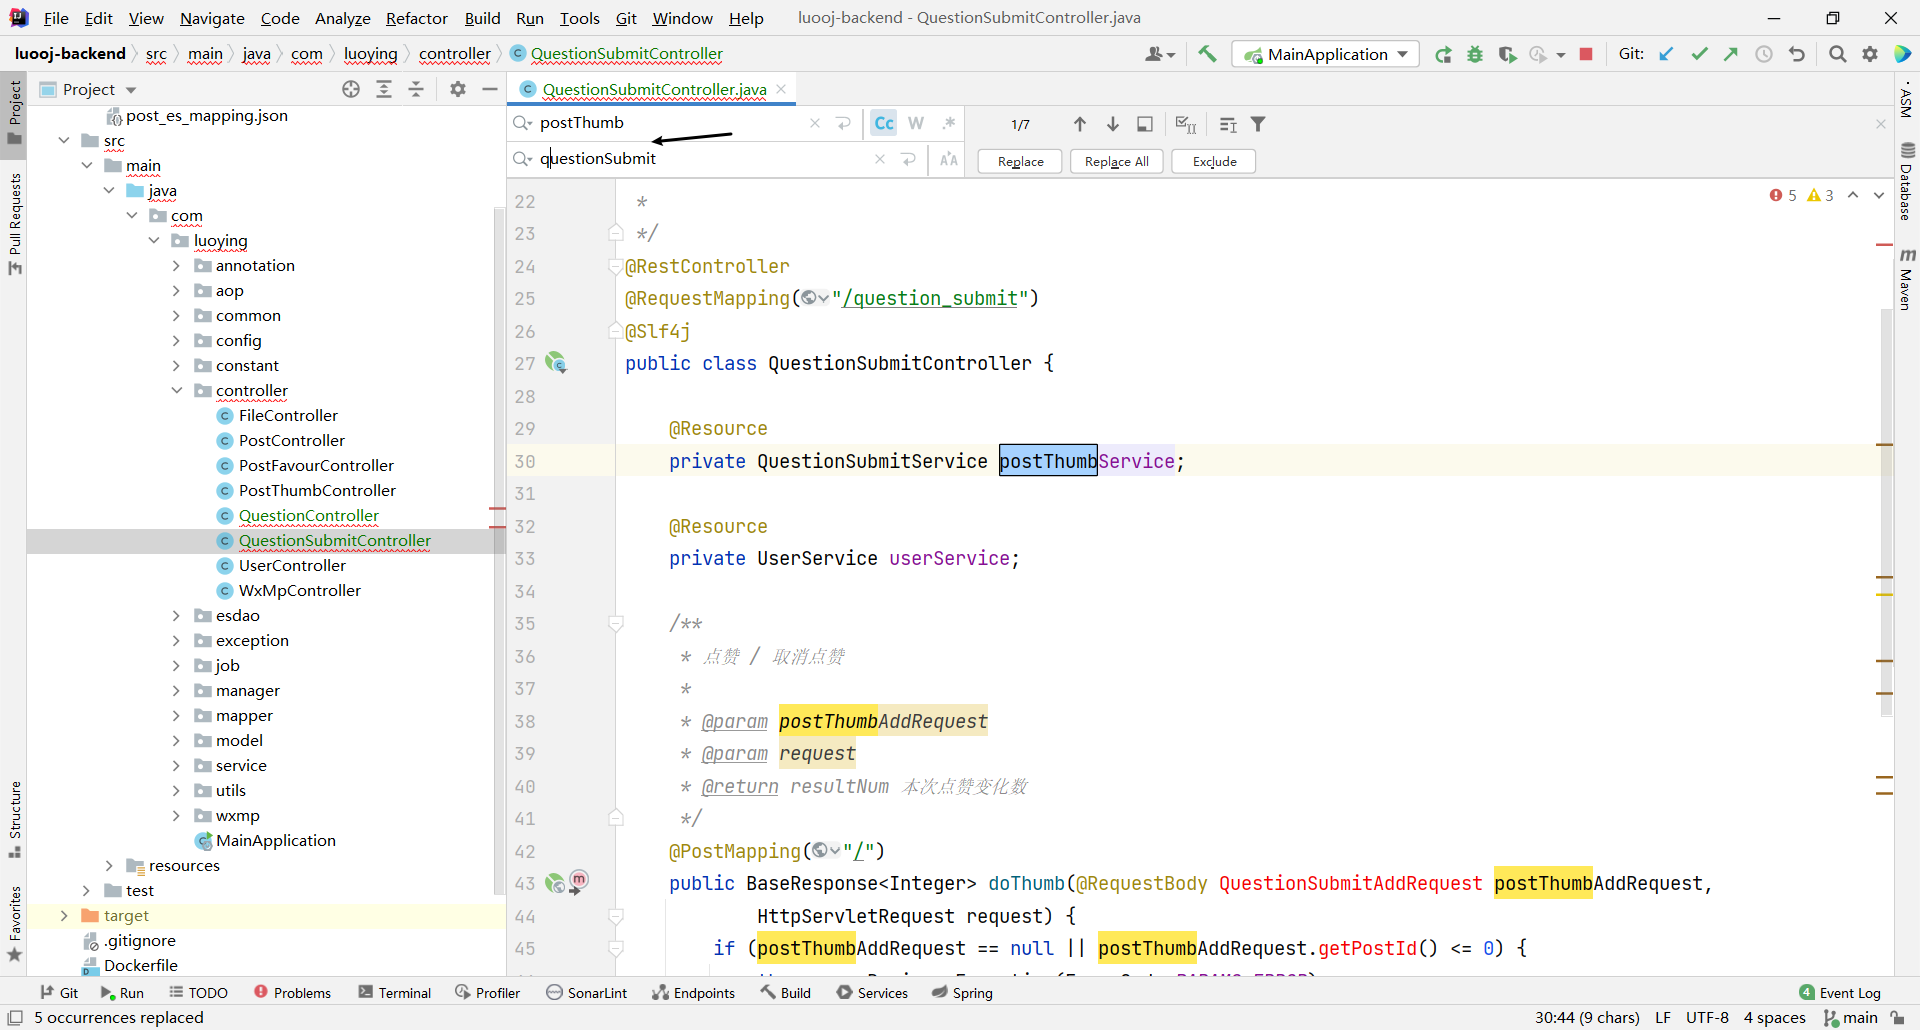 File Edit View Navigate Code Analyze Refactor Build Run Tools Git Window Help luooj-backend - QuestionSubmitController.java
luooj-backend src main java com luoying controller QuestionSubmitController MainApplication Git:
Project QuestionSubmitController.java
post_es_mapping.json
src
main
java
com
luoying
annotation
aop
common
config
constant
controller
FileController
PostController
PostFavourController
PostThumbController
QuestionController
QuestionSubmitController
UserController
WxMpController
esdao
exception
job
manager
mapper
model
service
utils
wxmp
MainApplication
resources
test
target
.gitignore
Dockerfile
Project
Pull Requests
Structure
Favorites
postThumb Cc W .* 1/7
questionSubmit Replace Replace All Exclude
5 3
22 *
23 */
24 @RestController
25 @RequestMapping("/question_submit")
26 @Slf4j
27 public class QuestionSubmitController {
28
29 @Resource
30 private QuestionSubmitService postThumbService;
31
32 @Resource
33 private UserService userService;
34
35 /**
36 * 点赞 / 取消点赞
37 *
38 * @param postThumbAddRequest
39 * @param request
40 * @return resultNum 本次点赞变化数
41 */
42 @PostMapping("/")
43 public BaseResponse<Integer> doThumb(@RequestBody QuestionSubmitAddRequest postThumbAddRequest,
44 HttpServletRequest request) {
45 if (postThumbAddRequest == null || postThumbAddRequest.getPostId() <= 0) {
ASM
Database
Maven
Git Run TODO Problems Terminal Profiler SonarLint Endpoints Build Services Spring 4 Event Log
5 occurrences replaced 30:44 (9 chars) LF UTF-8 4 spaces main